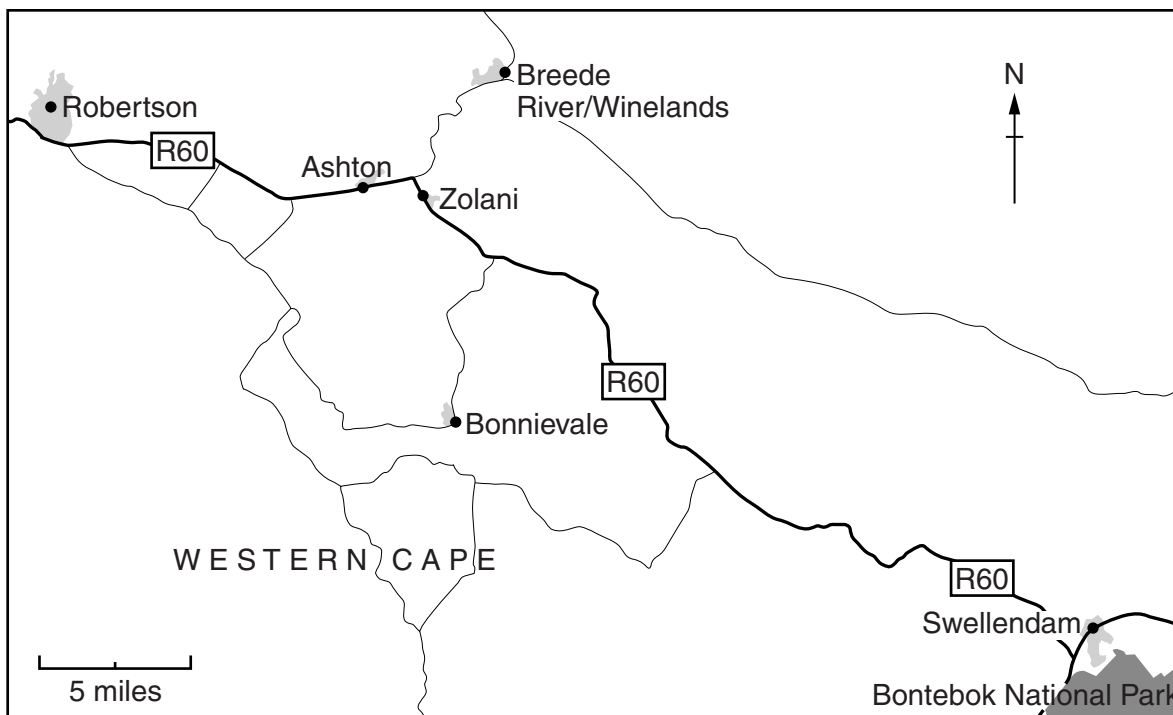 Breede
River/Winelands
N
Robertson
R60
Ashton
Zolani
R60
Bonnievale
WESTERN CAPE
R60
Swellendam
5 miles
Bontebok National Park